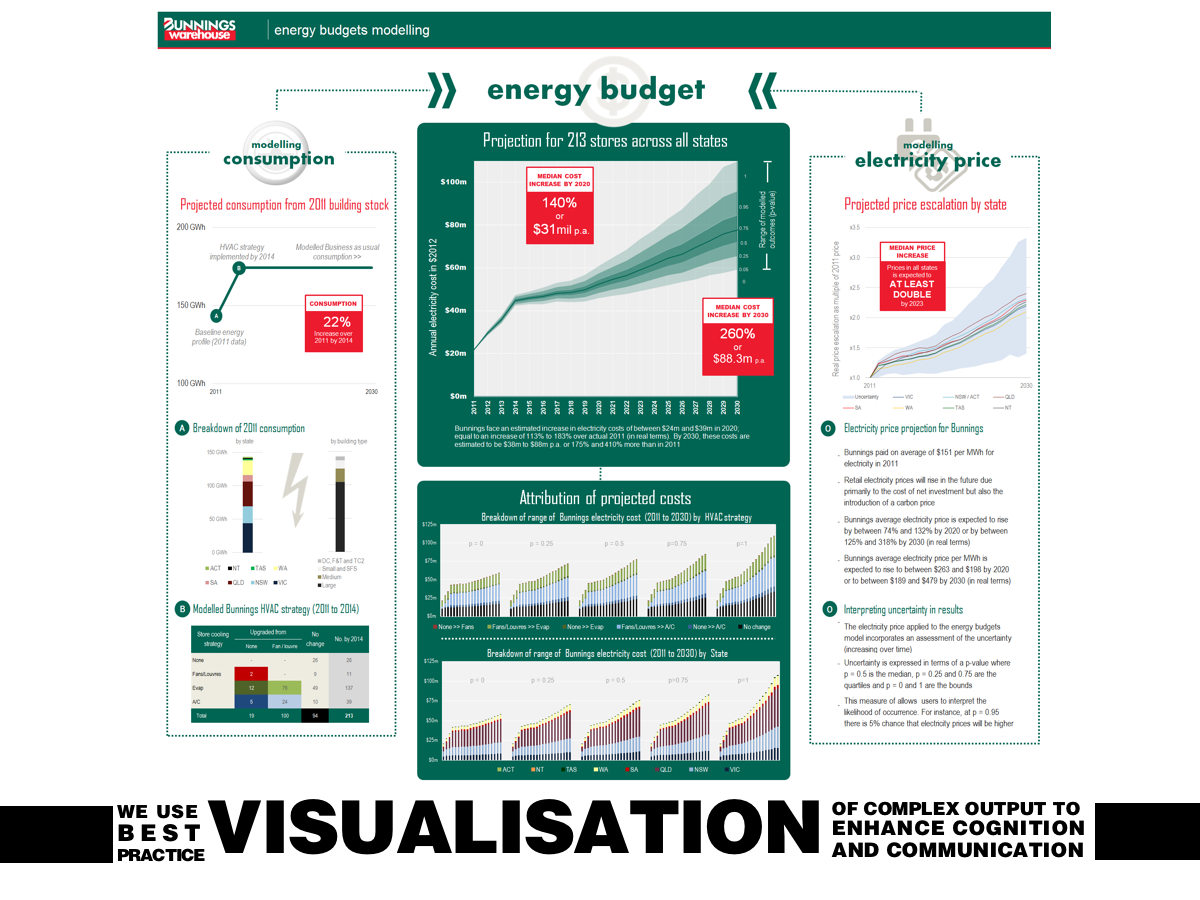 BUNNINGS
warehouse
energy budgets modelling
energy budget
modelling
consumption
Projected consumption from 2011 building stock
200 GWh
HVAC strategy
implemented by 2014
Modelled Business as usual
consumption >>
B
150 GWh
A
Baseline energy
profile (2011 data)
CONSUMPTION
22%
Increase over
2011 by 2014
100 GWh
2011
2030
A Breakdown of 2011 consumption
by state
by building type
150 GWh
100 GWh
50 GWh
0 GWh
ACT NT TAS WA
SA QLD NSW VIC
DC, F&T and TC2
Small and SFS
Medium
Large
B Modelled Bunnings HVAC strategy (2011 to 2014)
Store cooling strategy
Upgraded from
None
Fan / louvre
No change
No. by 2014
None - - 26 26
Fans/Louvres 2 - 9 11
Evap 12 76 49 137
A/C 5 24 10 39
Total 19 100 94 213
Projection for 213 stores across all states
Annual electricity cost in $2012
$100m
$80m
$60m
$40m
$20m
$0m
MEDIAN COST
INCREASE BY 2020
140%
or
$31mil p.a.
1
0.95
0.75
0.5
0.25
0.05
0
Range of modelled
outcomes (p-value)
MEDIAN COST
INCREASE BY 2030
260%
or
$88.3m p.a.
2011 2012 2013 2014 2015 2016 2017 2018 2019 2020 2021 2022 2023 2024 2025 2026 2027 2028 2029 2030
Bunnings face an estimated increase in electricity costs of between $24m and $39m in 2020;
equal to an increase of 113% to 183% over actual 2011 (in real terms). By 2030, these costs are
estimated to be $38m to $88m p.a. or 175% and 410% more than in 2011
Attribution of projected costs
Breakdown of range of Bunnings electricity cost (2011 to 2030) by HVAC strategy
$125m
$100m
$75m
$50m
$25m
$0m
p = 0 p = 0.25 p = 0.5 p=0.75 p=1
None >> Fans Fans/Louvres >> Evap None >> Evap Fans/Louvres >> A/C None >> A/C No change
Breakdown of range of Bunnings electricity cost (2011 to 2030) by State
$125m
$100m
$75m
$50m
$25m
$0m
p = 0 p = 0.25 p = 0.5 p=0.75 p=1
ACT NT TAS WA SA QLD NSW VIC
modelling
electricity price
Projected price escalation by state
Real price escalation as multiple of 2011 price
x3.5
x3.0
x2.5
x2.0
x1.5
x1.0
MEDIAN PRICE
INCREASE
Prices in all states
is expected to
AT LEAST
DOUBLE
by 2023
2011
2030
Uncertainty VIC NSW / ACT QLD
SA WA TAS NT
O Electricity price projection for Bunnings
- Bunnings paid on average of $151 per MWh for
electricity in 2011
- Retail electricity prices will rise in the future due
primarily to the cost of net investment but also the
introduction of a carbon price
- Bunnings average electricity price is expected to rise
by between 74% and 132% by 2020 or by between
125% and 318% by 2030 (in real terms)
- Bunnings average electricity price per MWh is
expected to rise to between $263 and $198 by 2020
or to between $189 and $479 by 2030 (in real terms)
O Interpreting uncertainty in results
- The electricity price applied to the energy budgets
model incorporates an assessment of the uncertainty
(increasing over time)
- Uncertainty is expressed in terms of a p-value where
p = 0.5 is the median, p = 0.25 and 0.75 are the
quartiles and p = 0 and 1 are the bounds
- This measure of allows users to interpret the
likelihood of occurrence. For instance, at p = 0.95
there is 5% chance that electricity prices will be higher
WE USE
BEST
PRACTICE
VISUALISATION
OF COMPLEX OUTPUT TO
ENHANCE COGNITION
AND COMMUNICATION